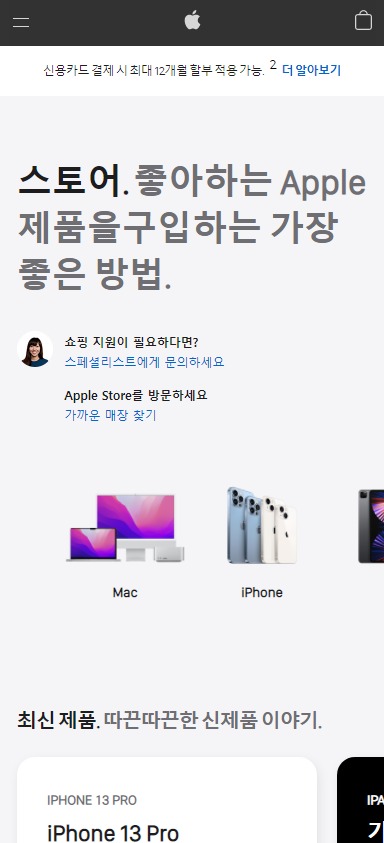 신용카드 결제 시 최대 12개월 할부 적용 가능. 2 더 알아보기
스토어. 좋아하는 Apple
제품을구입하는 가장
좋은 방법.
쇼핑 지원이 필요하다면?
스페셜리스트에게 문의하세요
Apple Store를 방문하세요
가까운 매장 찾기
Mac
iPhone
최신 제품. 따끈따끈한 신제품 이야기.
IPHONE 13 PRO
iPhone 13 Pro